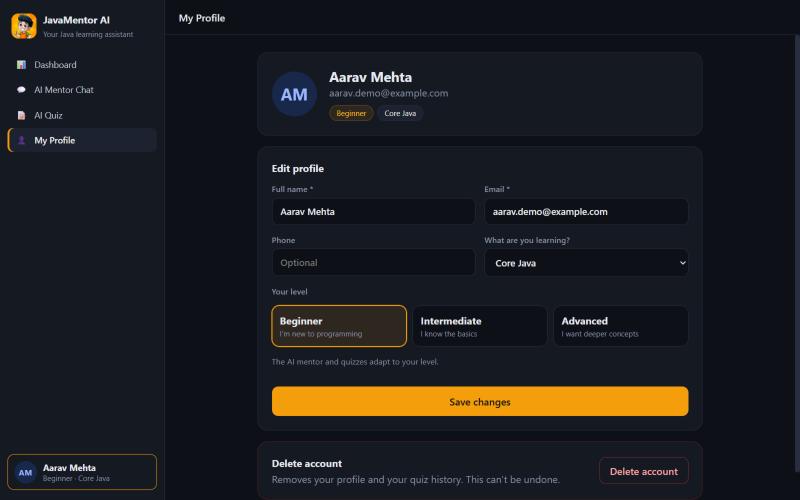 JavaMentor AI
Your Java learning assistant
Dashboard
AI Mentor Chat
AI Quiz
My Profile
AM
Aarav Mehta
Beginner · Core Java
My Profile
AM
Aarav Mehta
aarav.demo@example.com
Beginner
Core Java
Edit profile
Full name *
Email *
Aarav Mehta
aarav.demo@example.com
Phone
What are you learning?
Optional
Core Java
Your level
Beginner
Intermediate
Advanced
I'm new to programming
I know the basics
I want deeper concepts
The AI mentor and quizzes adapt to your level.
Save changes
Delete account
Removes your profile and your quiz history. This can't be undone.
Delete account